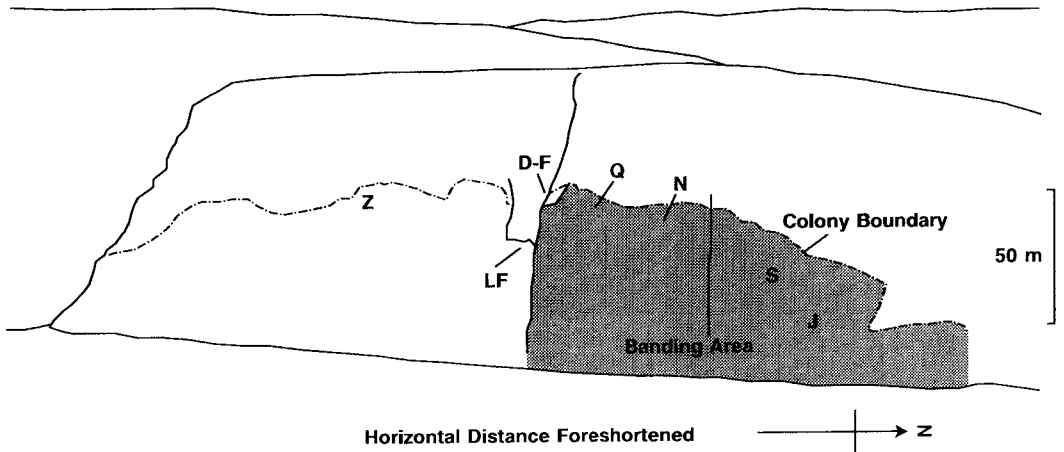 D-F
Q
N
Z
Colony Boundary
50 m
S
LF
J
Banding Area
Horizontal Distance Foreshortened
N